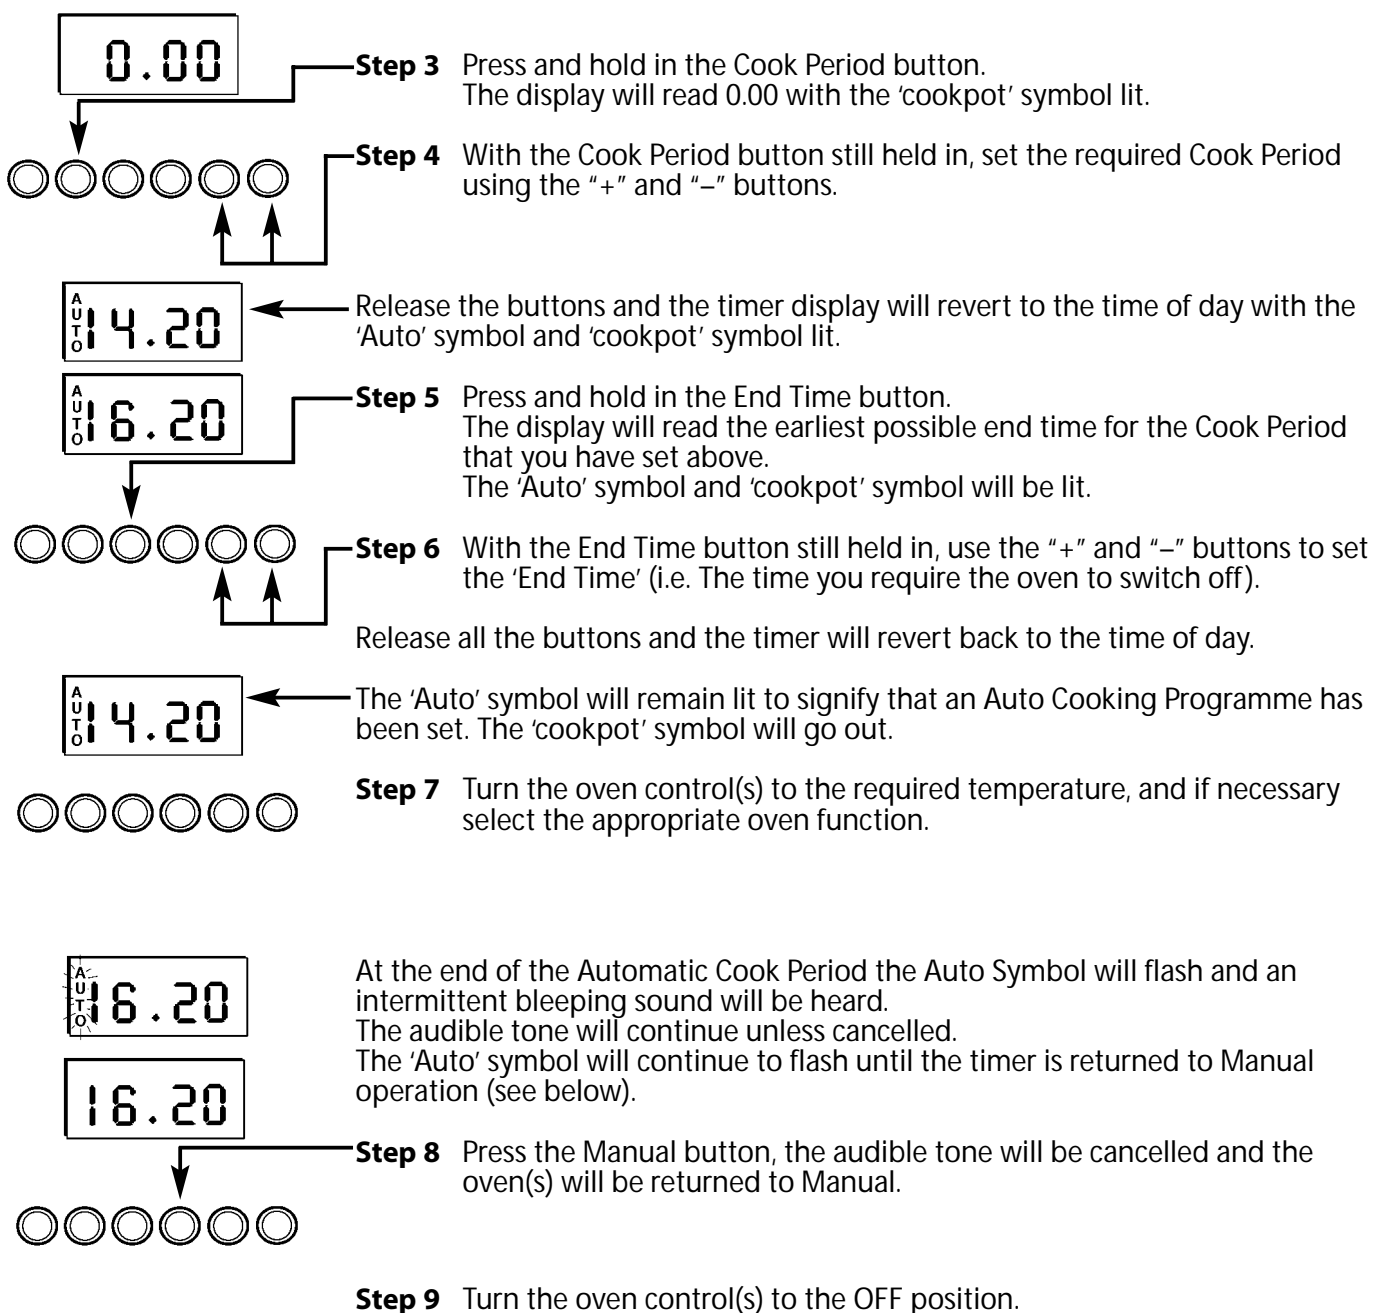 0.00
Step 3 Press and hold in the Cook Period button.
The display will read 0.00 with the ‘cookpot’ symbol lit.
Step 4 With the Cook Period button still held in, set the required Cook Period
using the “+” and “–” buttons.
AUTO 14.20
Release the buttons and the timer display will revert to the time of day with the
‘Auto’ symbol and ‘cookpot’ symbol lit.
AUTO 16.20
Step 5 Press and hold in the End Time button.
The display will read the earliest possible end time for the Cook Period
that you have set above.
The ‘Auto’ symbol and ‘cookpot’ symbol will be lit.
Step 6 With the End Time button still held in, use the “+” and “–” buttons to set
the ‘End Time’ (i.e. The time you require the oven to switch off).
Release all the buttons and the timer will revert back to the time of day.
AUTO 14.20
The ‘Auto’ symbol will remain lit to signify that an Auto Cooking Programme has
been set. The ‘cookpot’ symbol will go out.
Step 7 Turn the oven control(s) to the required temperature, and if necessary
select the appropriate oven function.
AUTO 16.20
At the end of the Automatic Cook Period the Auto Symbol will flash and an
intermittent bleeping sound will be heard.
The audible tone will continue unless cancelled.
The ‘Auto’ symbol will continue to flash until the timer is returned to Manual
operation (see below).
16.20
Step 8 Press the Manual button, the audible tone will be cancelled and the
oven(s) will be returned to Manual.
Step 9 Turn the oven control(s) to the OFF position.